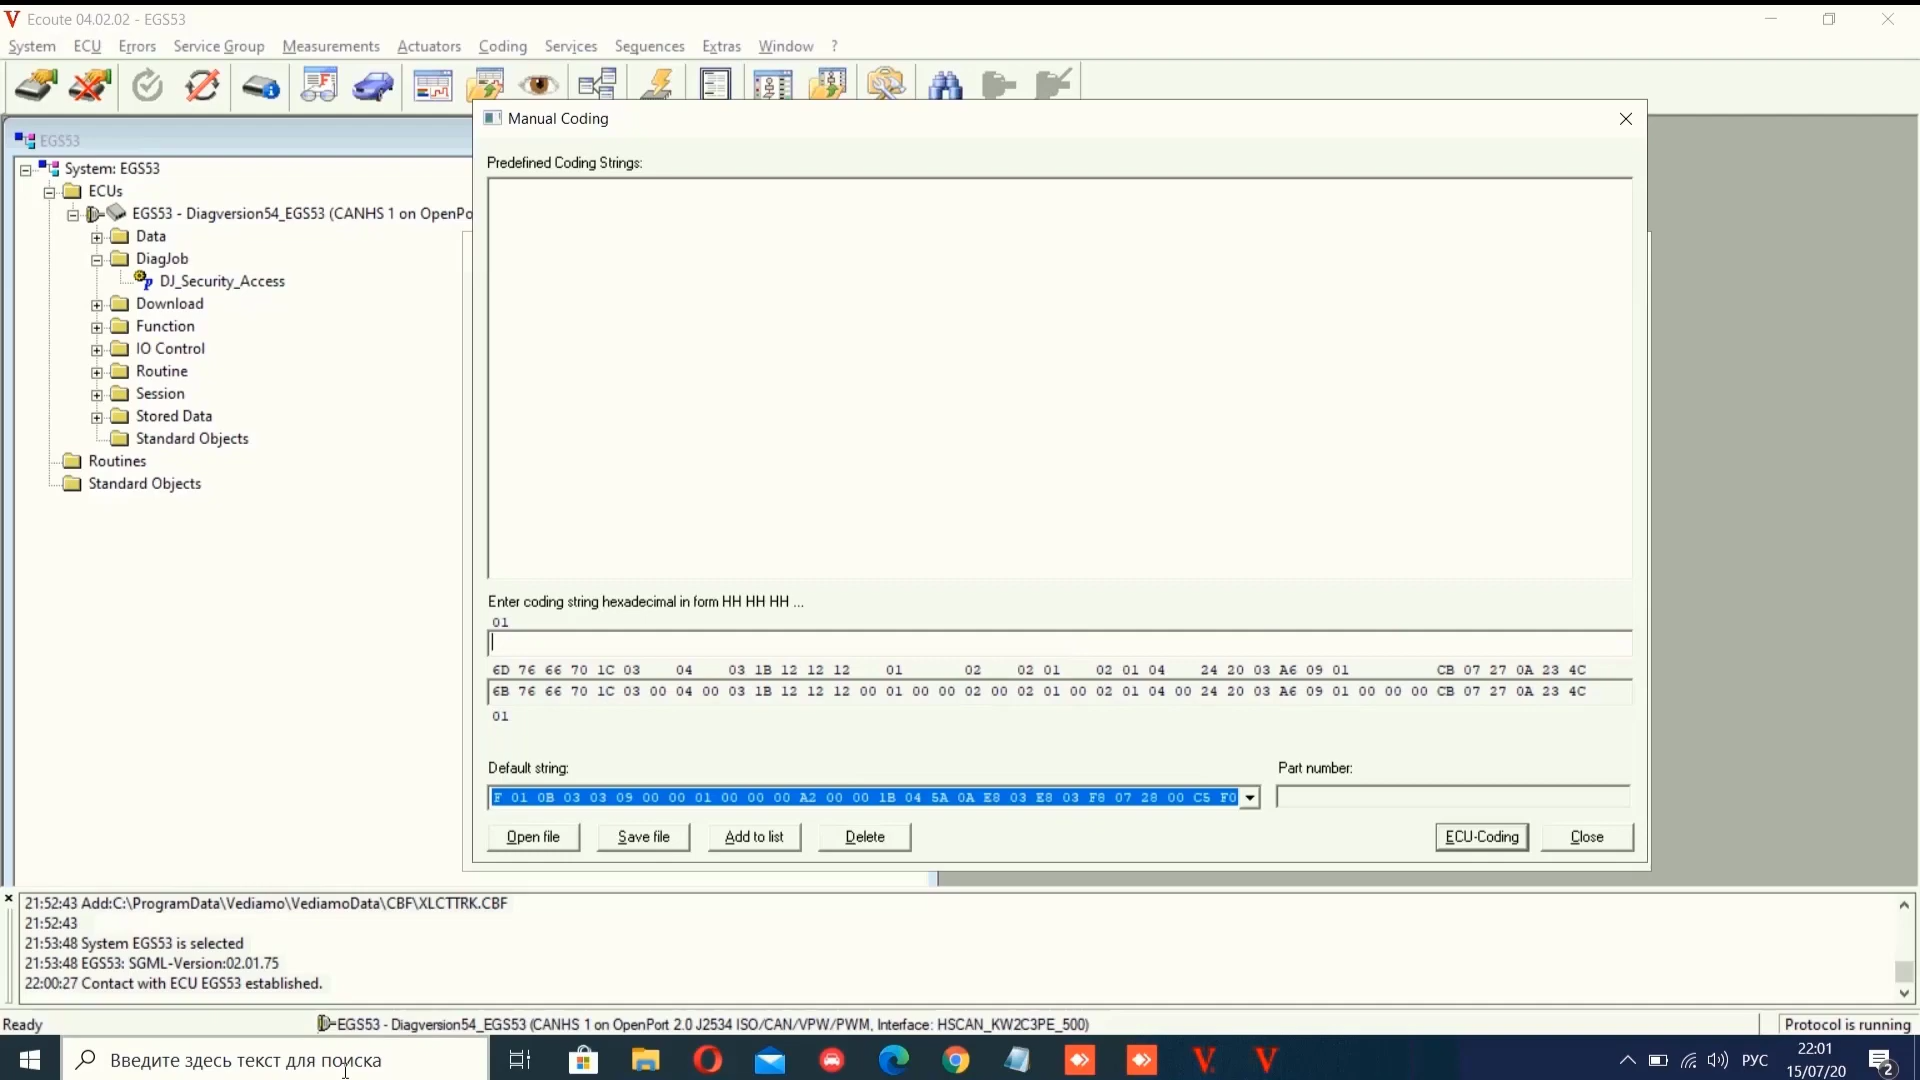 Ecoute 04.02.02 - EGS53
System ECU Errors Service Group Measurements Actuators Coding Services Sequences Extras Window ?
EGS53
System: EGS53
ECUs
EGS53 - Diagversion54_EGS53 (CANHS 1 on OpenPo
Data
DiagJob
DJ_Security_Access
Download
Function
IO Control
Routine
Session
Stored Data
Standard Objects
Routines
Standard Objects
Manual Coding
Predefined Coding Strings:
Enter coding string hexadecimal in form HH HH HH ...
01
6D 76 66 70 1C 03 04 03 1B 12 12 12 01 02 02 01 02 01 04 24 20 03 A6 09 01 CB 07 27 0A 23 4C
6B 76 66 70 1C 03 00 04 00 03 1B 12 12 12 00 01 00 00 02 00 02 01 00 02 01 04 00 24 20 03 A6 09 01 00 00 00 CB 07 27 0A 23 4C
01
Default string:
Part number:
F 01 0B 03 03 09 00 00 01 00 00 00 A2 00 00 1B 04 5A 0A E8 03 E8 03 F8 07 28 00 C5 F0
Open file Save file Add to list Delete ECU-Coding Close
21:52:43 Add:C:\ProgramData\Vediamo\VediamoData\CBF\XLCTTRK.CBF
21:52:43
21:53:48 System EGS53 is selected
21:53:48 EGS53: SGML-Version:02.01.75
22:00:27 Contact with ECU EGS53 established.
Ready
EGS53 - Diagversion54_EGS53 (CANHS 1 on OpenPort 2.0 J2534 ISO/CAN/VPW/PWM, Interface: HSCAN_KW2C3PE_500)
Protocol is running
Введите здесь текст для поиска
РУС
22:01
15/07/20
2